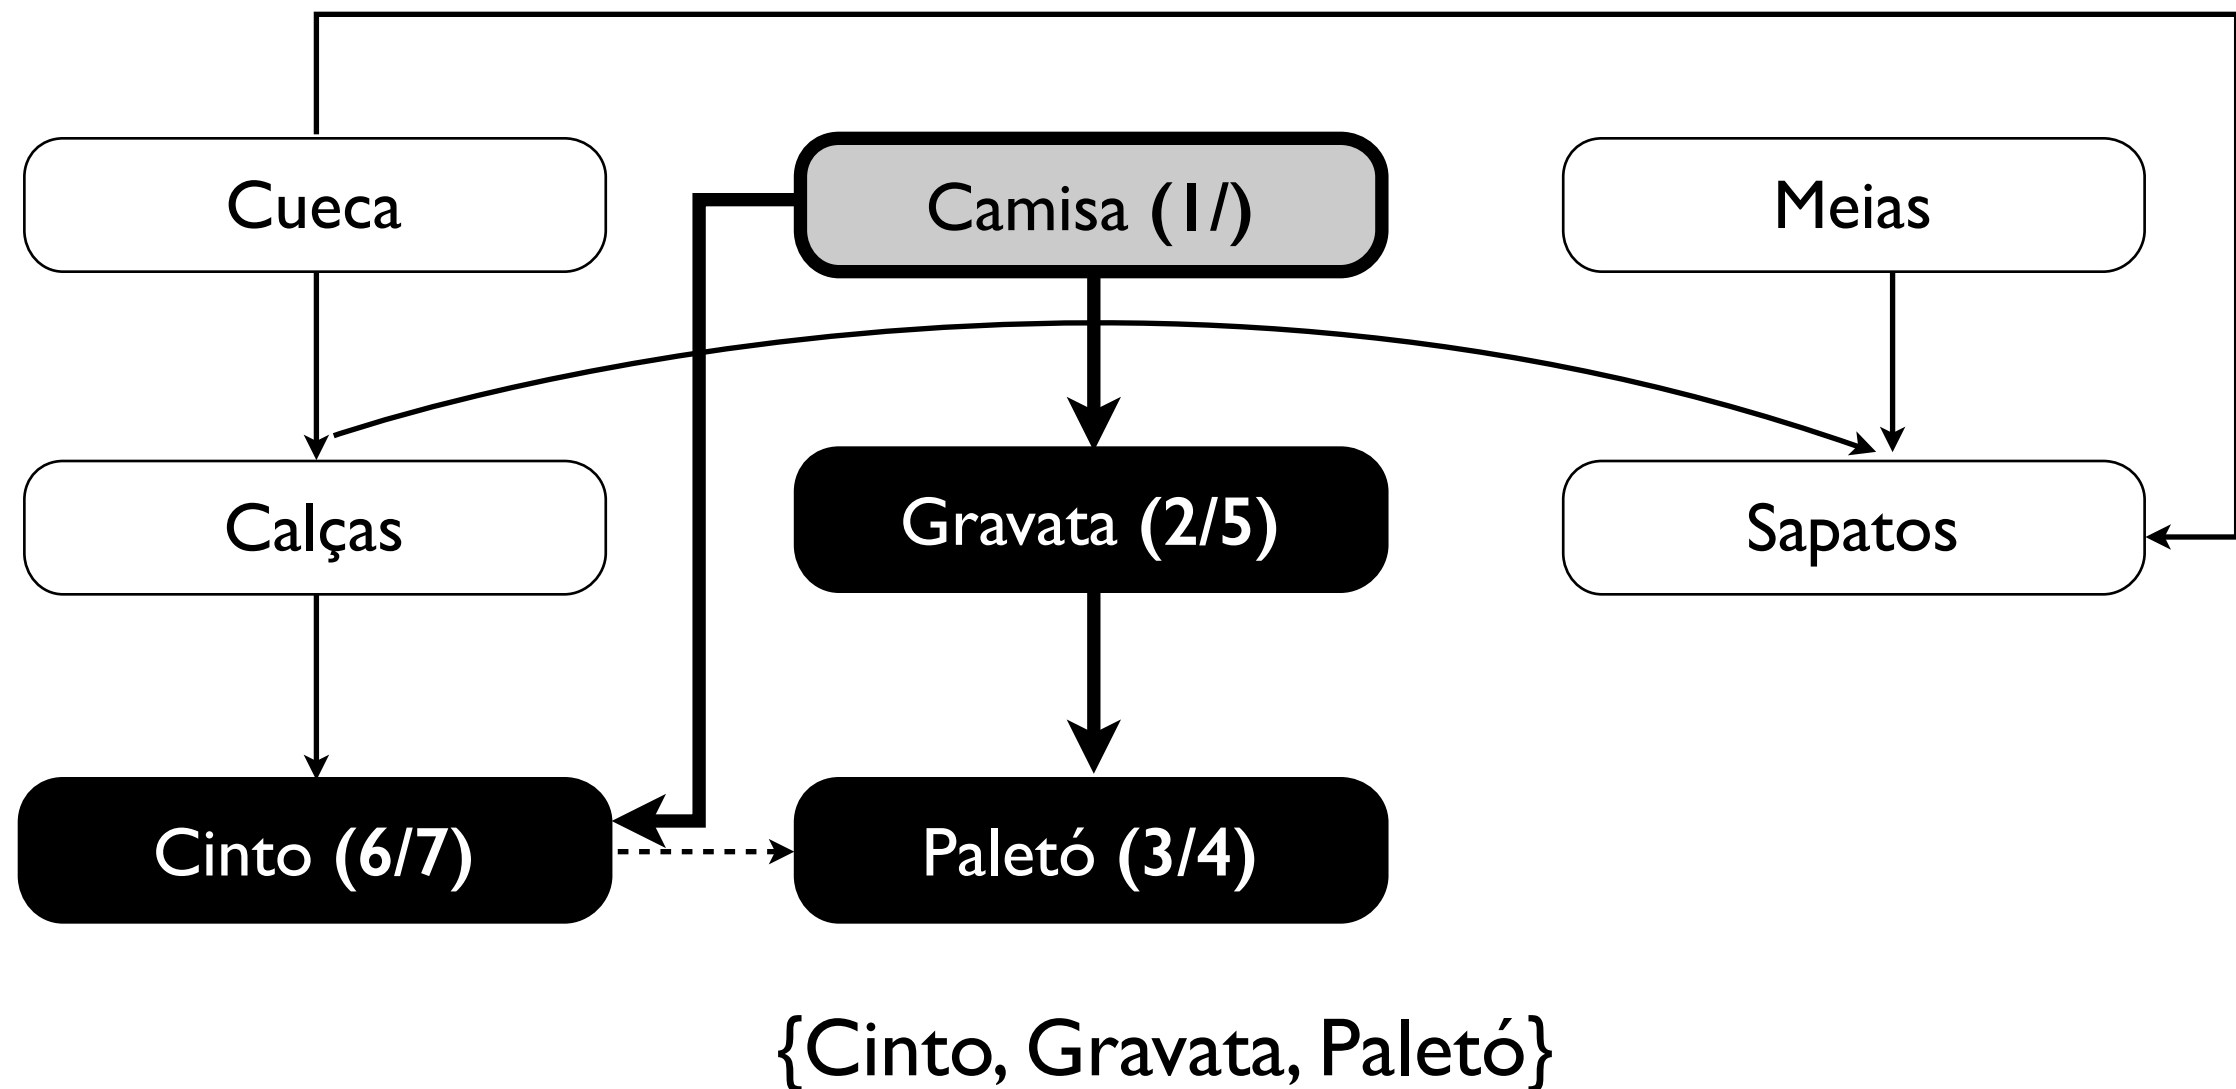 Cueca
Camisa (1/)
Meias
Calças
Gravata (2/5)
Sapatos
Cinto (6/7)
Paletó (3/4)
{Cinto, Gravata, Paletó}